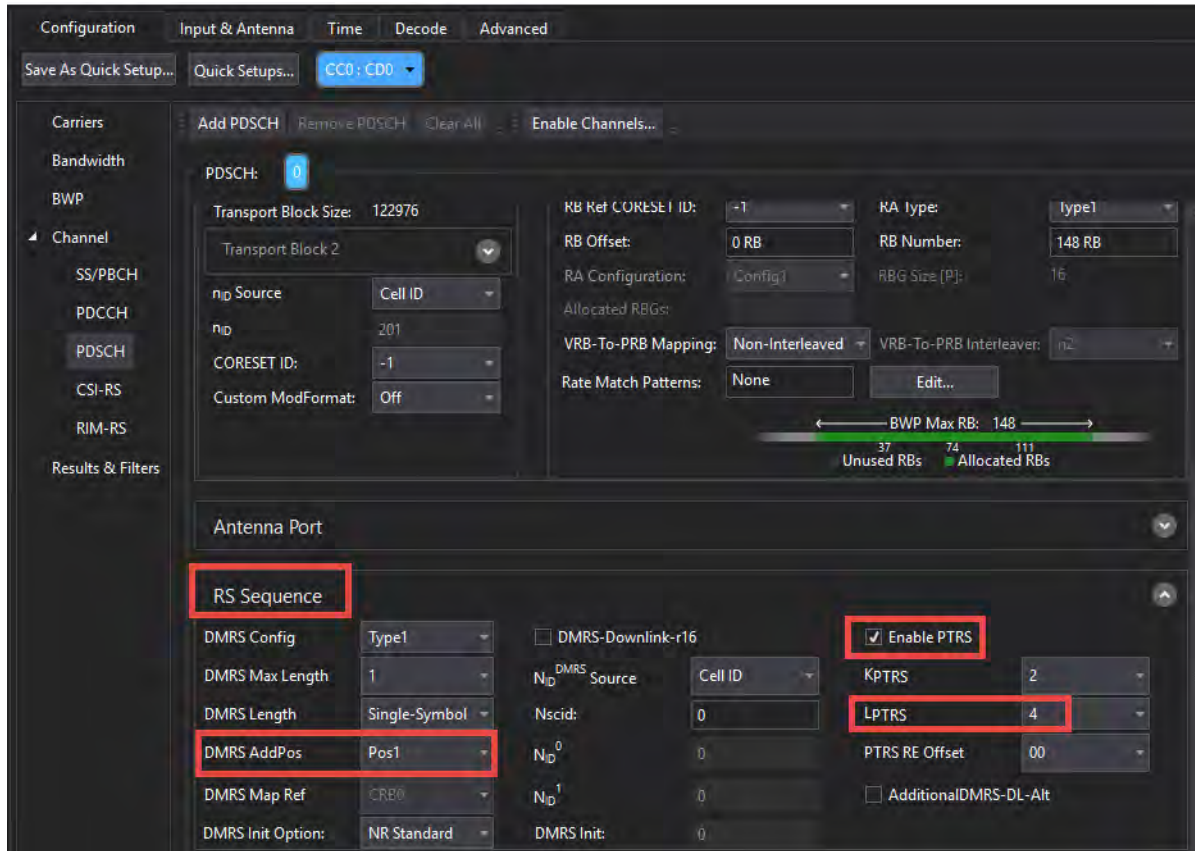 Configuration Input & Antenna Time Decode Advanced
Save As Quick Setup... Quick Setups... CC0 : CD0
Carriers
Bandwidth
BWP
Channel
SS/PBCH
PDCCH
PDSCH
CSI-RS
RIM-RS
Results & Filters
Add PDSCH Remove PDSCH Clear All Enable Channels...
PDSCH: 0
Transport Block Size: 122976
Transport Block 2
nID Source Cell ID
nID 201
CORESET ID: -1
Custom ModFormat: Off
RB Ref CORESET ID: -1 RA Type: Type1
RB Offset: 0 RB RB Number: 148 RB
RA Configuration: Config1 RBG Size [P]: 16
Allocated RBGs:
VRB-To-PRB Mapping: Non-Interleaved VRB-To-PRB Interleaver: n2
Rate Match Patterns: None Edit...
BWP Max RB: 148
37 74 111
Unused RBs Allocated RBs
Antenna Port
RS Sequence
DMRS Config Type1 DMRS-Downlink-r16 Enable PTRS
DMRS Max Length 1 NID^DMRS Source Cell ID KPTRS 2
DMRS Length Single-Symbol Nscid: 0 LPTRS 4
DMRS AddPos Pos1 NID^0 0 PTRS RE Offset 00
DMRS Map Ref CRB0 NID^1 0 AdditionalDMRS-DL-Alt
DMRS Init Option: NR Standard DMRS Init: 0